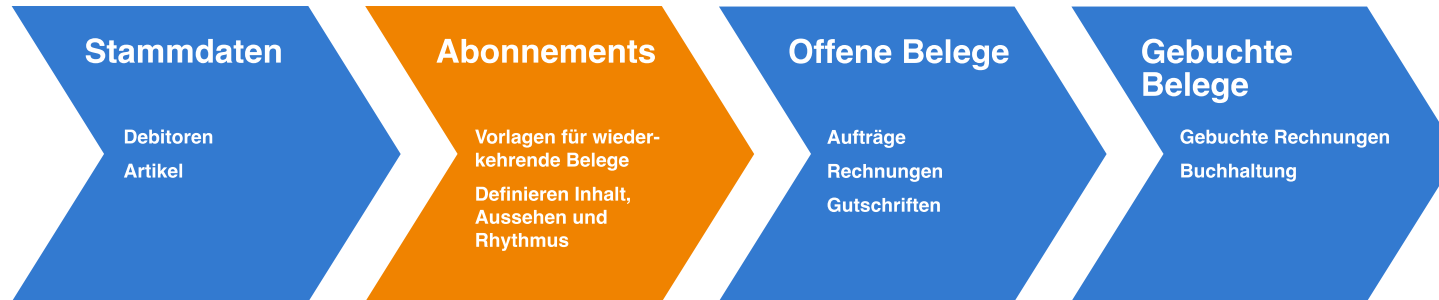 Stammdaten
Debitoren
Artikel
Abonnements
Vorlagen für wieder-
kehrende Belege
Definieren Inhalt,
Aussehen und
Rhythmus
Offene Belege
Aufträge
Rechnungen
Gutschriften
Gebuchte
Belege
Gebuchte Rechnungen
Buchhaltung